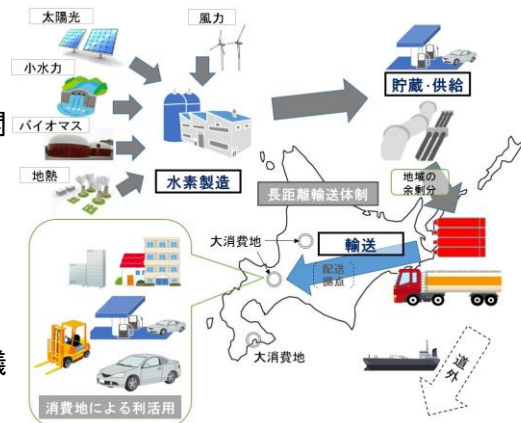 太陽光
風力
小水力
バイオマス
地熱
水素製造
貯蔵・供給
地域の
余剰分
長距離輸送体制
大消費地
輸送
配送
拠点
大消費地
消費地による利活用
道外
関
議